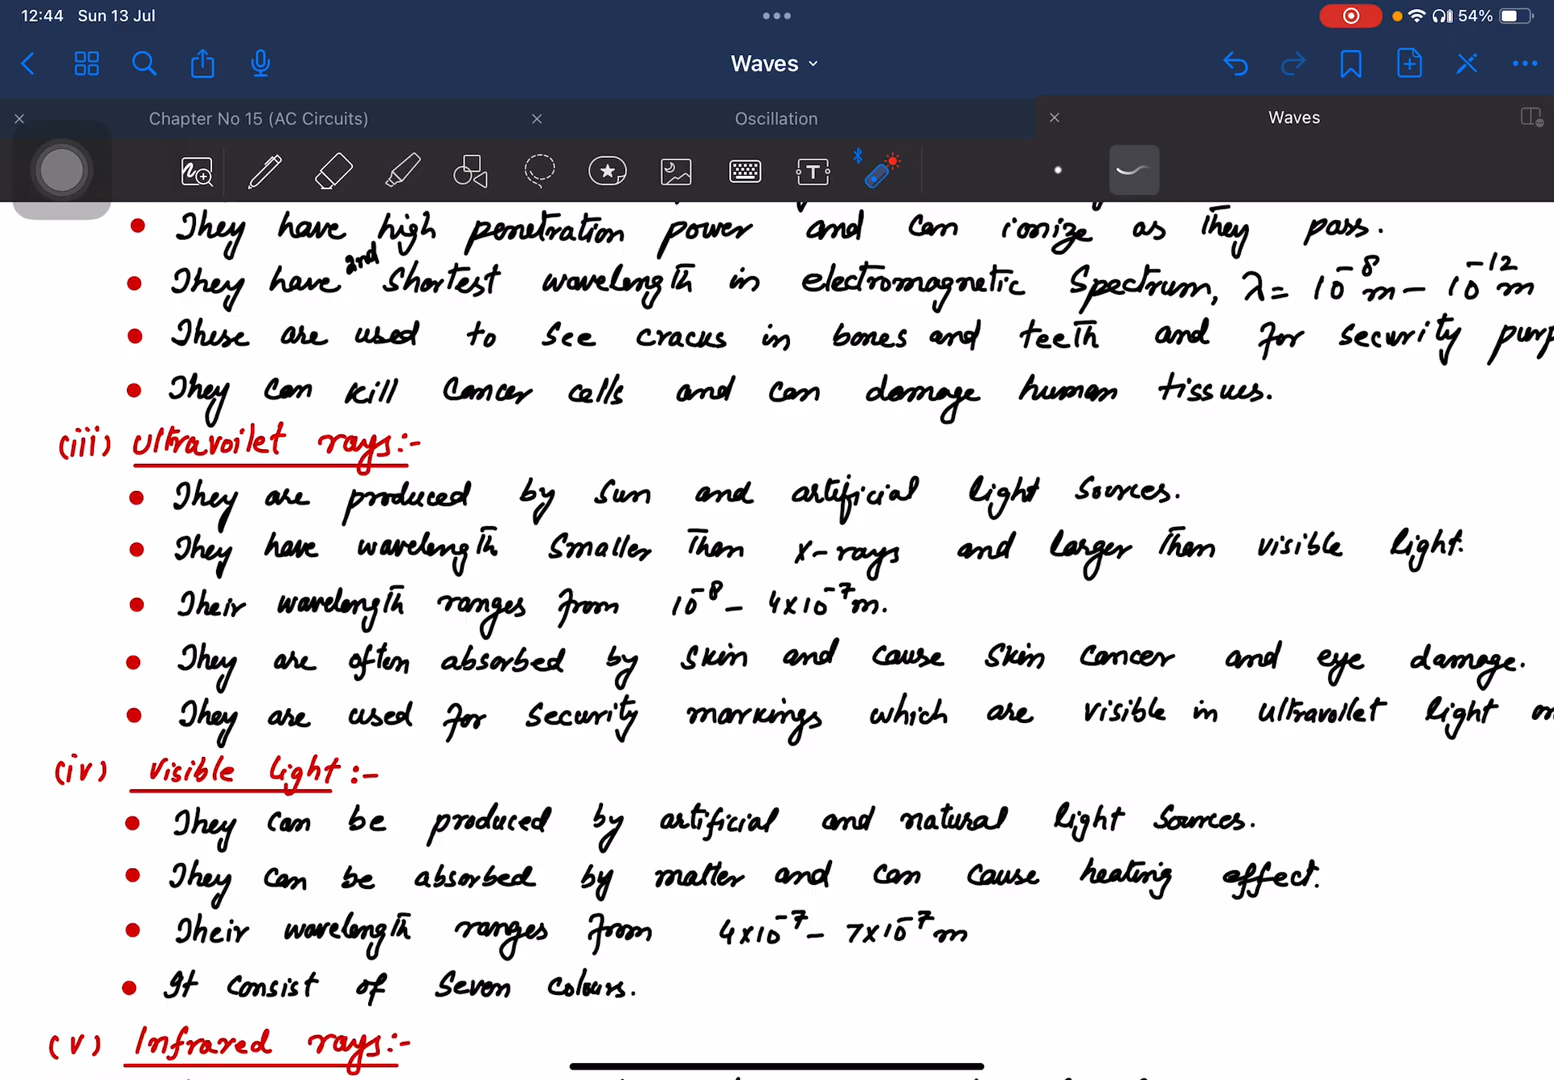 12:44 Sun 13 Jul
54%
Waves
Chapter No 15 (AC Circuits)
Oscillation
Waves
They have high penetration power and can ionize as They pass.
They have 2nd shortest wavelength in electromagnetic Spectrum, λ = 10⁻⁸ m – 10⁻¹² m
These are used to see cracks in bones and teeth and for security purp
They can kill cancer cells and can damage human tissues.
(iii) Ultravoilet rays:-
They are produced by sun and artificial light sources.
They have wavelength smaller Than x-rays and larger Than visible light.
Their wavelength ranges from 10⁻⁸ – 4x10⁻⁷ m.
They are often absorbed by skin and cause skin cancer and eye damage.
They are used for security markings which are visible in ultravoilet light on
(iv) Visible light :-
They can be produced by artificial and natural light sources.
They can be absorbed by matter and can cause heating effect.
Their wavelength ranges from 4x10⁻⁷ – 7x10⁻⁷ m
It consist of seven colours.
(v) Infrared rays:-